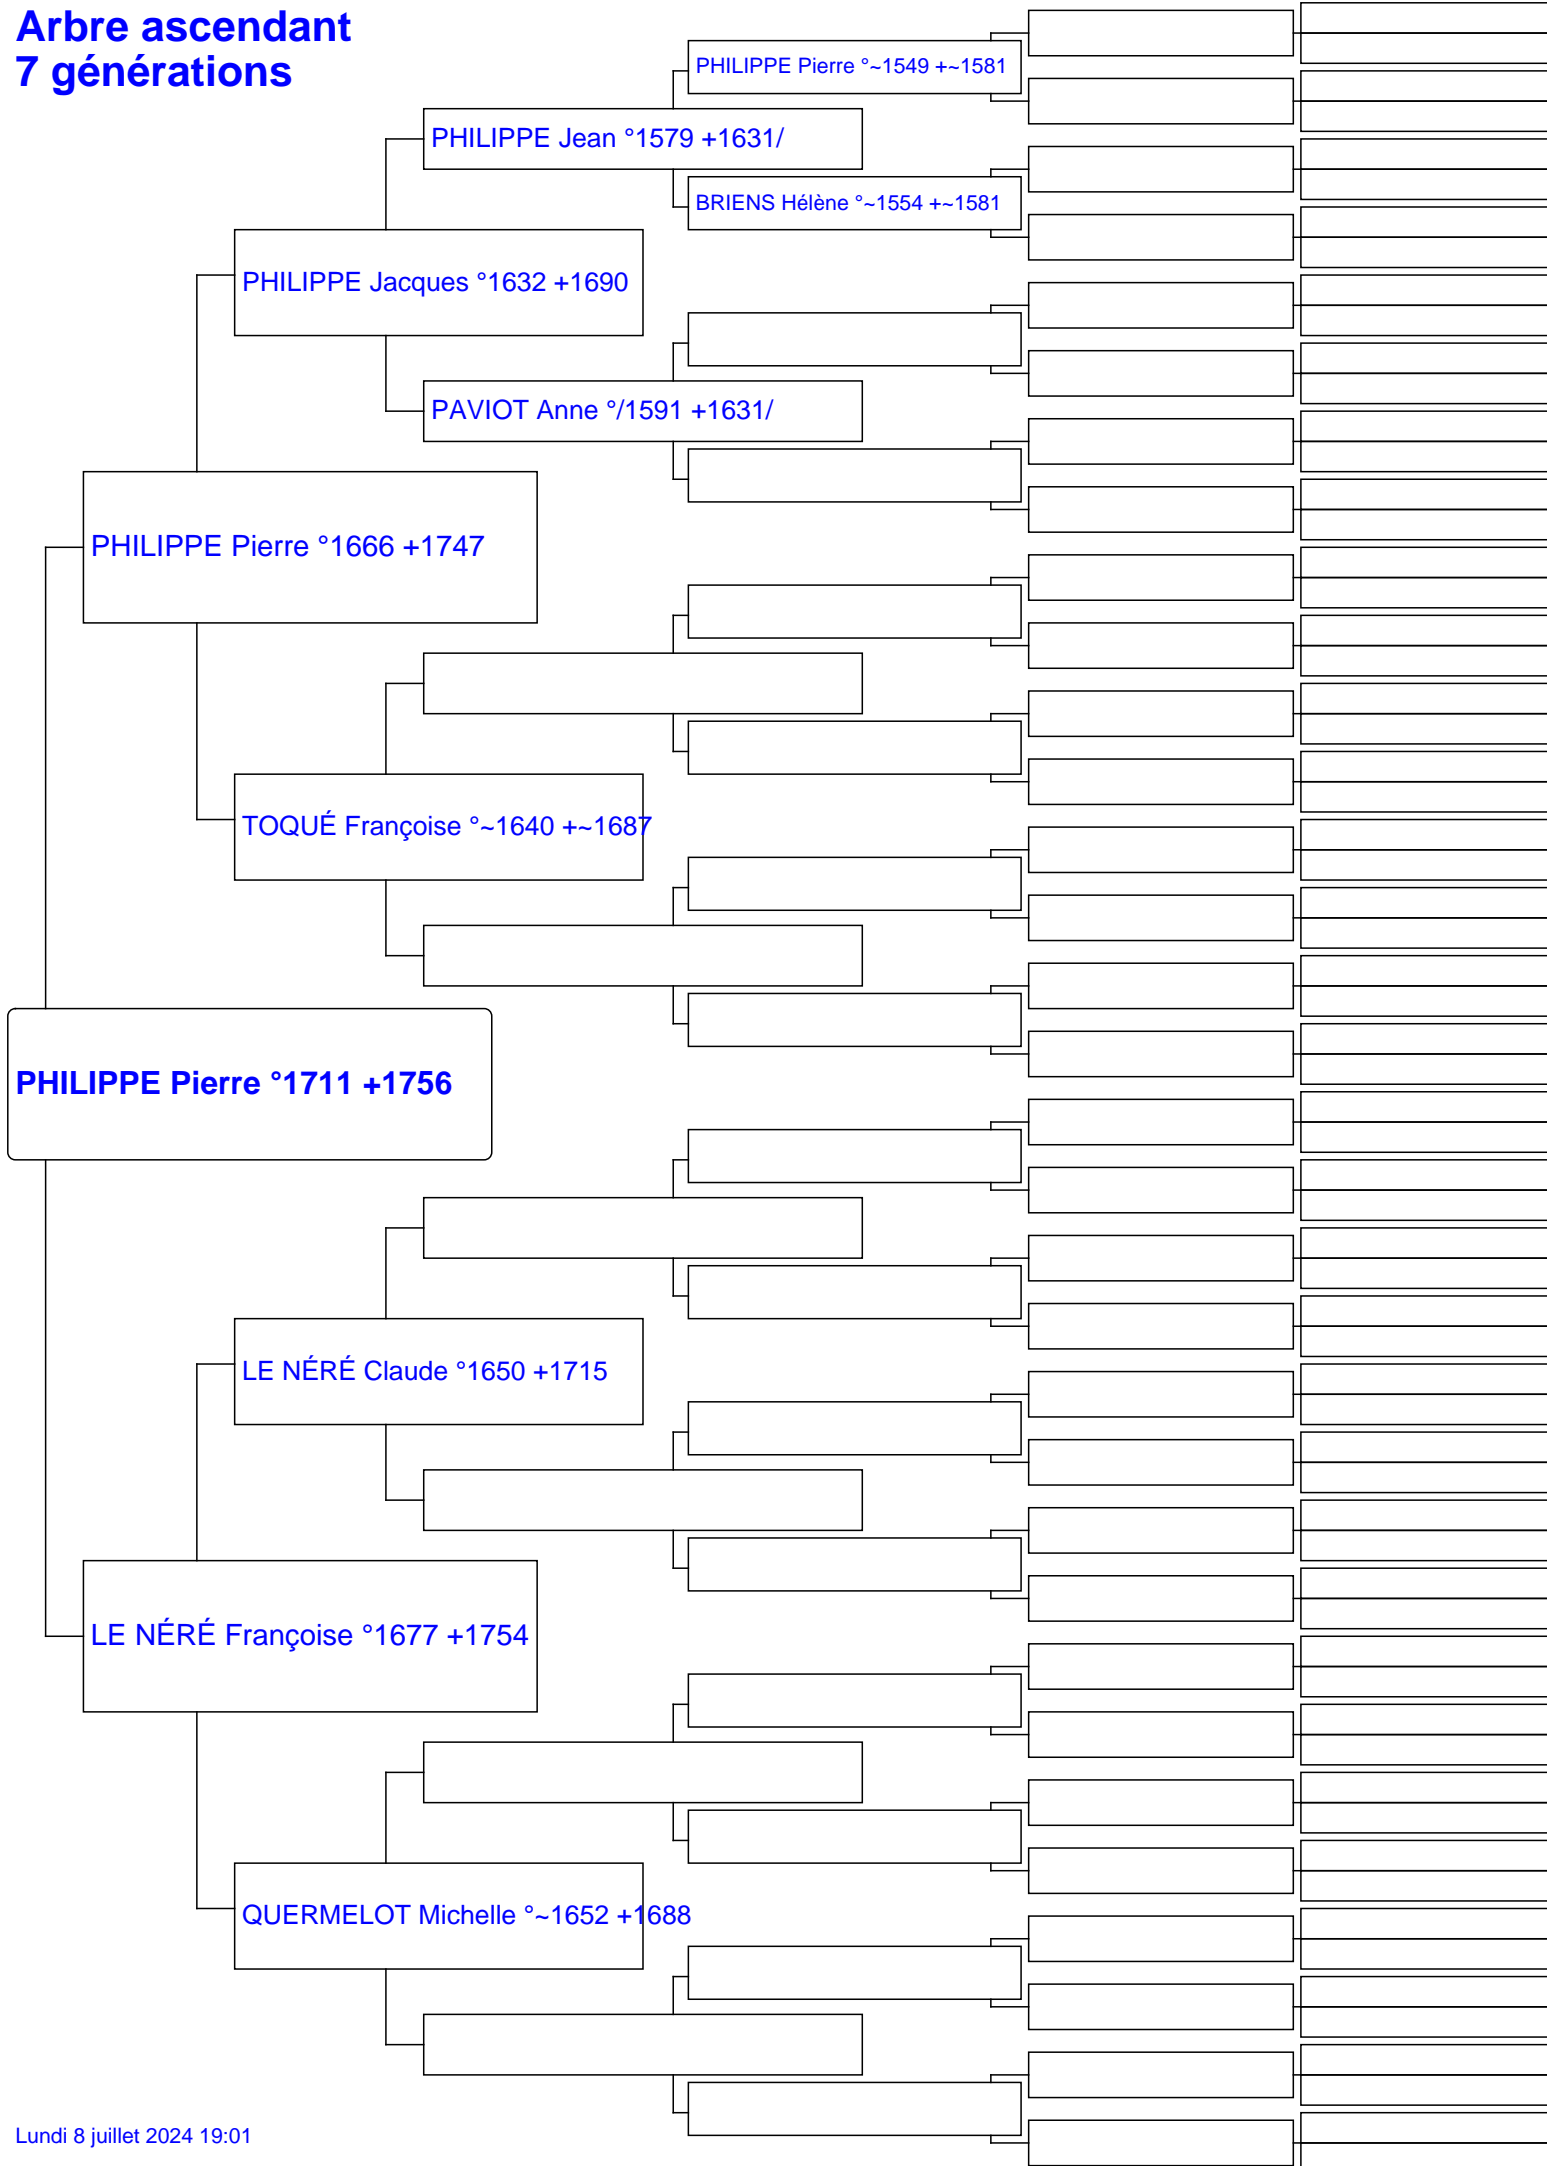 Arbre ascendant
7 générations
PHILIPPE Pierre °~1549 +~1581
PHILIPPE Jean °1579 +1631/
BRIENS Hélène °~1554 +~1581
PHILIPPE Jacques °1632 +1690
PAVIOT Anne °/1591 +1631/
PHILIPPE Pierre °1666 +1747
TOQUÉ Françoise °~1640 +~1687
PHILIPPE Pierre °1711 +1756
LE NÉRÉ Claude °1650 +1715
LE NÉRÉ Françoise °1677 +1754
QUERMELOT Michelle °~1652 +1688
Lundi 8 juillet 2024 19:01